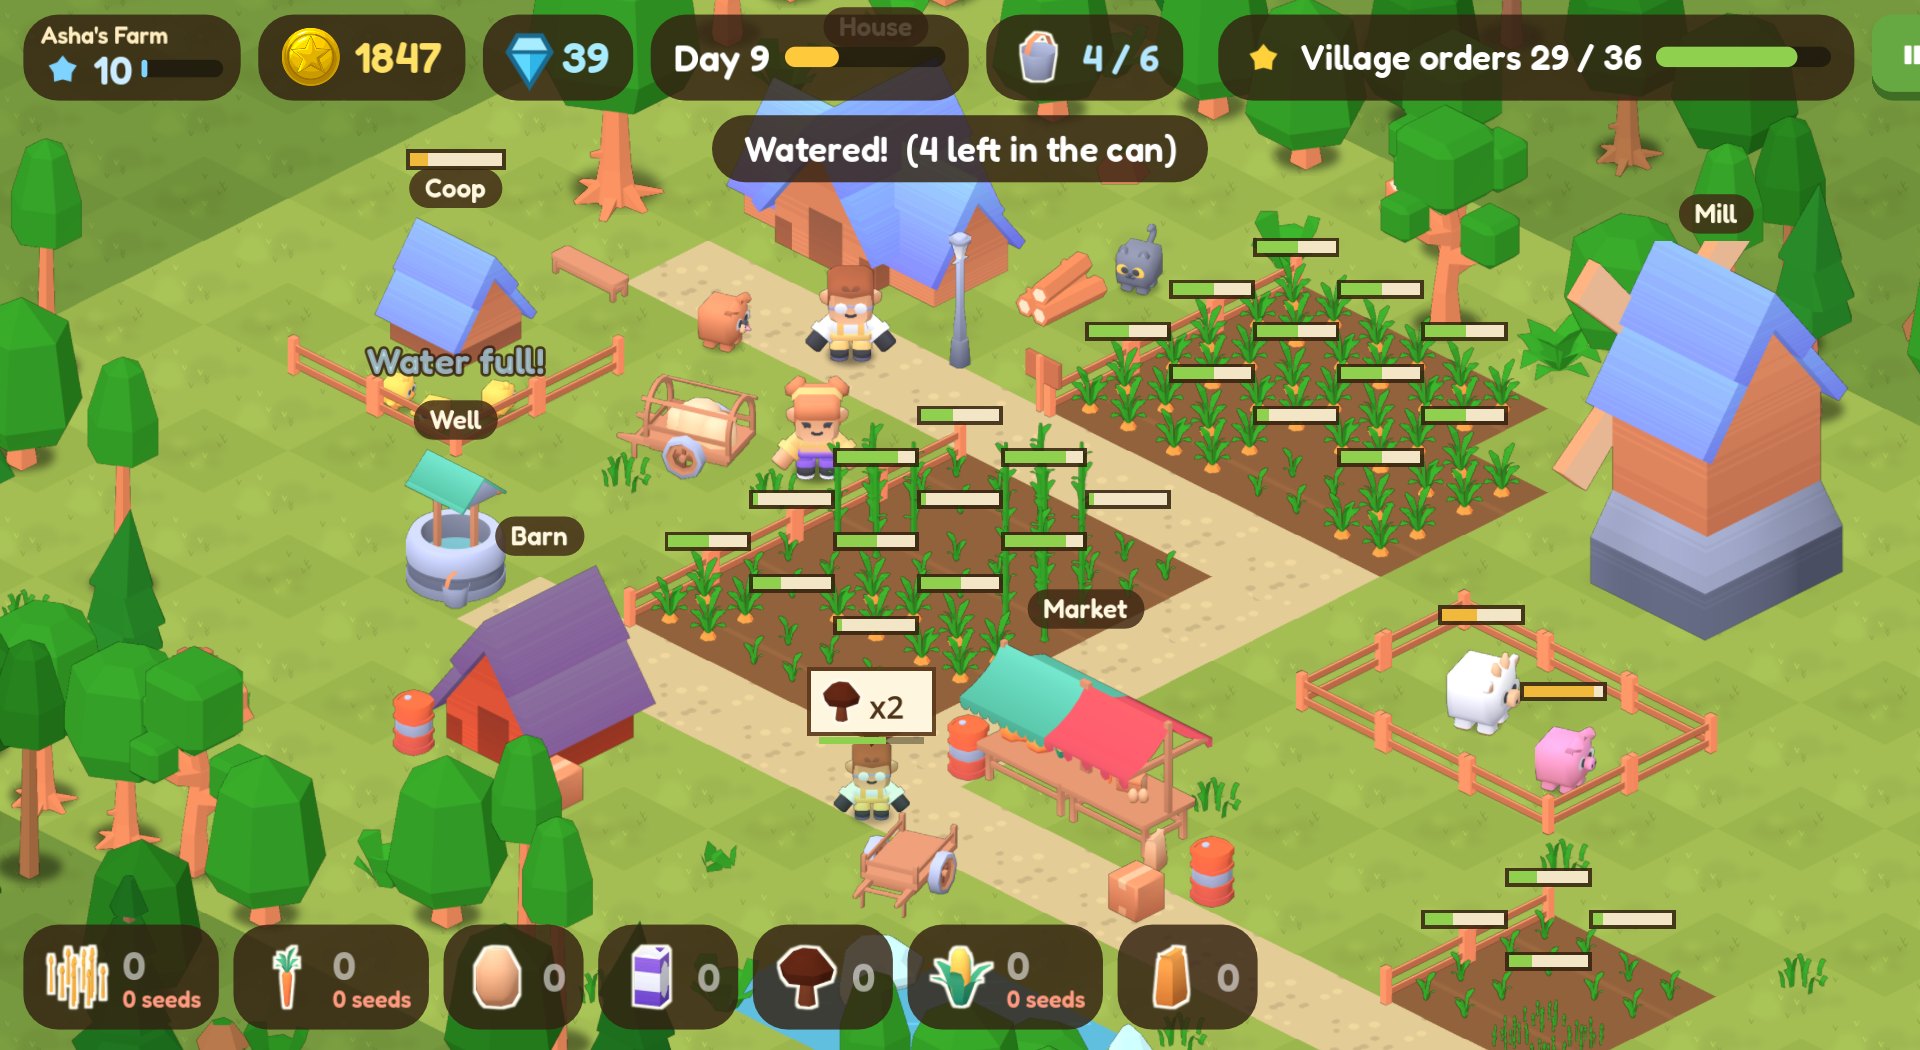 Asha's Farm
10
1847
39
Day 9
House
4 / 6
Village orders 29 / 36
Watered! (4 left in the can)
Coop
Mill
Water full!
Well
Barn
Market
x2
0
0 seeds
0
0 seeds
0
0
0
0
0 seeds
0